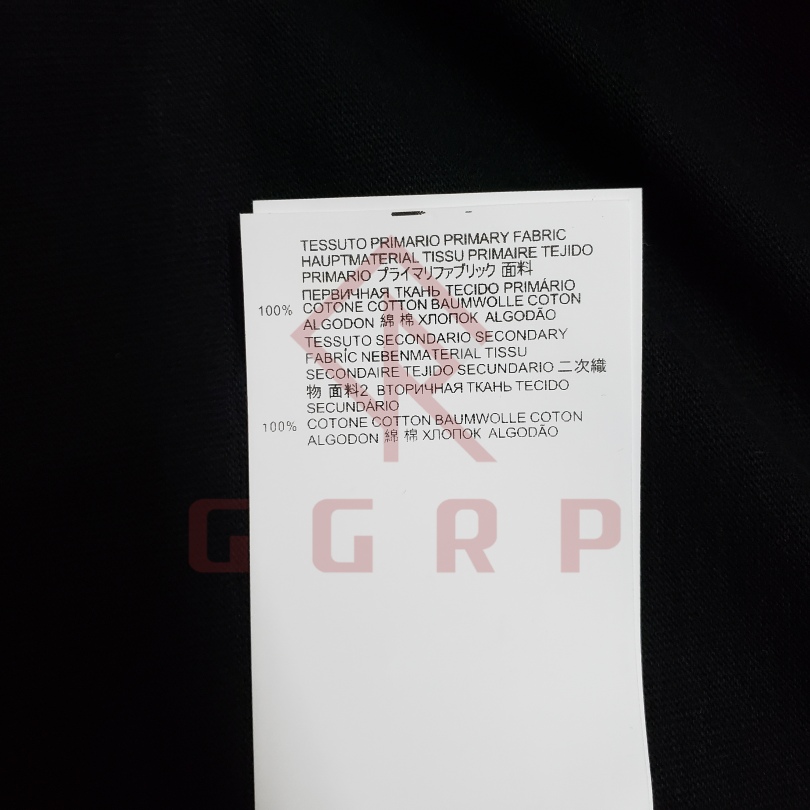 TESSUTO PRIMARIO PRIMARY FABRIC
HAUPTMATERIAL TISSU PRIMAIRE TEJIDO
PRIMARIO プライマリファブリック 面料
ПЕРВИЧНАЯ ТКАНЬ TECIDO PRIMÁRIO
100% COTONE COTTON BAUMWOLLE COTON
ALGODON 綿 棉 ХЛОПОК ALGODÃO
TESSUTO SECONDARIO SECONDARY
FABRIC NEBENMATERIAL TISSU
SECONDAIRE TEJIDO SECUNDARIO 二次織
物 面料2 ВТОРИЧНАЯ ТКАНЬ TECIDO
SECUNDÁRIO
100% COTONE COTTON BAUMWOLLE COTON
ALGODON 綿 棉 ХЛОПОК ALGODÃO
GGRP